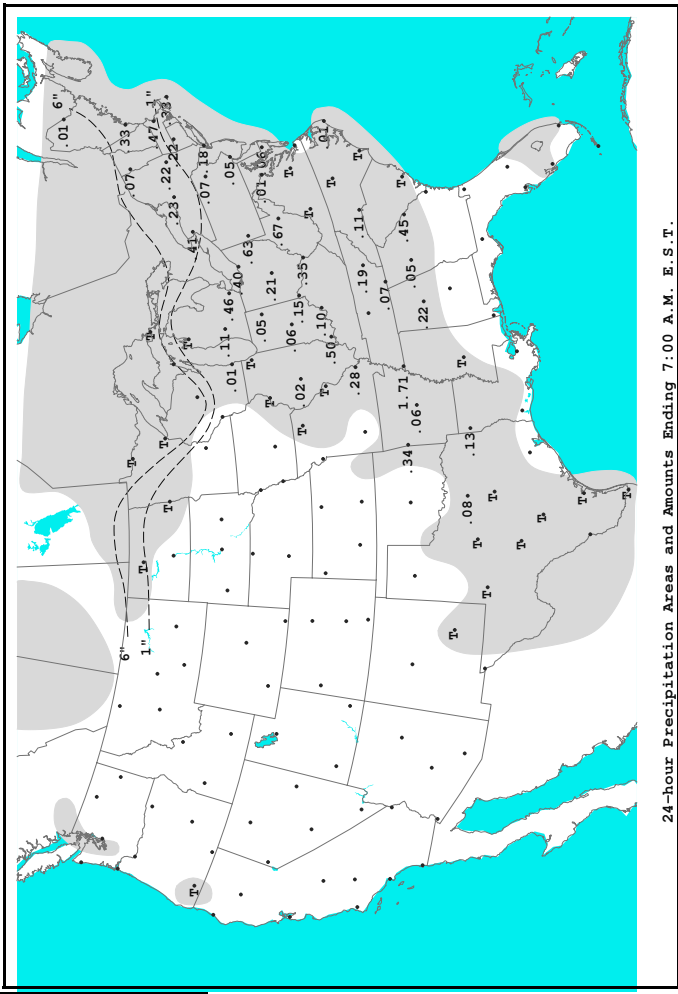 6"
.01
6"
.33
.07
T
T
1"
T
1"
.47
T
.33
.22
T
.22
.23
T
.41
T
.18
.07
.11
.46
.05
.01
.40
.63
T
.05
.01
.06
T
.21
.67
T
.06
.15
.02
T
.35
T
.10
.01
T
.50
T
.28
T
.11
.19
.07
T
1.71
.45
.34
.05
.06
.22
T
T
.08
.13
T
T
T
T
T
T
T
24-hour Precipitation Areas and Amounts Ending 7:00 A.M. E.S.T.